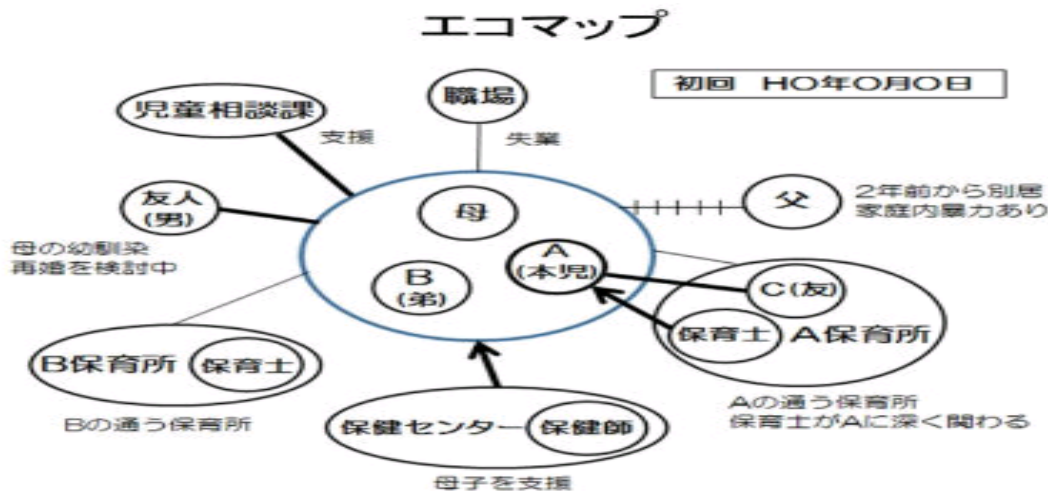 エコマップ
初回 HO年O月O日
児童相談課
支援
職場
失業
友人
(男)
母の幼馴染
再婚を検討中
母
父
2年前から別居
家庭内暴力あり
A
(本児)
B
(弟)
C(友)
保育士 A保育所
Aの通う保育所
保育士がAに深く関わる
B保育所 保育士
Bの通う保育所
保健センター 保健師
母子を支援